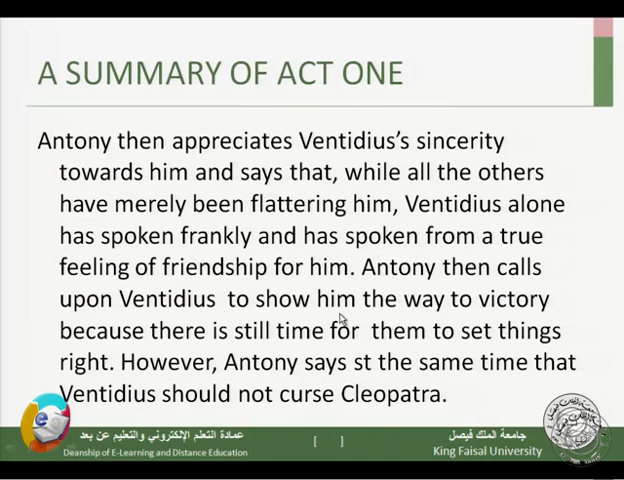 A SUMMARY OF ACT ONE
Antony then appreciates Ventidius's sincerity
towards him and says that, while all the others
have merely been flattering him, Ventidius alone
has spoken frankly and has spoken from a true
feeling of friendship for him. Antony then calls
upon Ventidius to show him the way to victory
because there is still time for them to set things
right. However, Antony says st the same time that
Ventidius should not curse Cleopatra.
عمادة التعلم الإلكتروني والتعليم عن بعد
Deanship of E-Learning and Distance Education
[ ]
جامعة الملك فيصل
King Faisal University